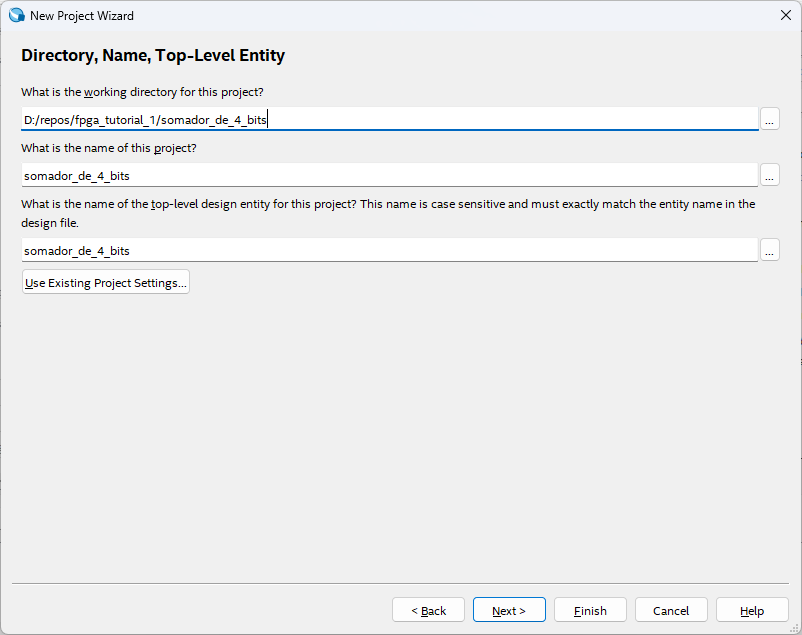 New Project Wizard
Directory, Name, Top-Level Entity
What is the working directory for this project?
D:/repos/fpga_tutorial_1/somador_de_4_bits
...
What is the name of this project?
somador_de_4_bits
...
What is the name of the top-level design entity for this project? This name is case sensitive and must exactly match the entity name in the
design file.
somador_de_4_bits
...
Use Existing Project Settings...
< Back
Next >
Finish
Cancel
Help